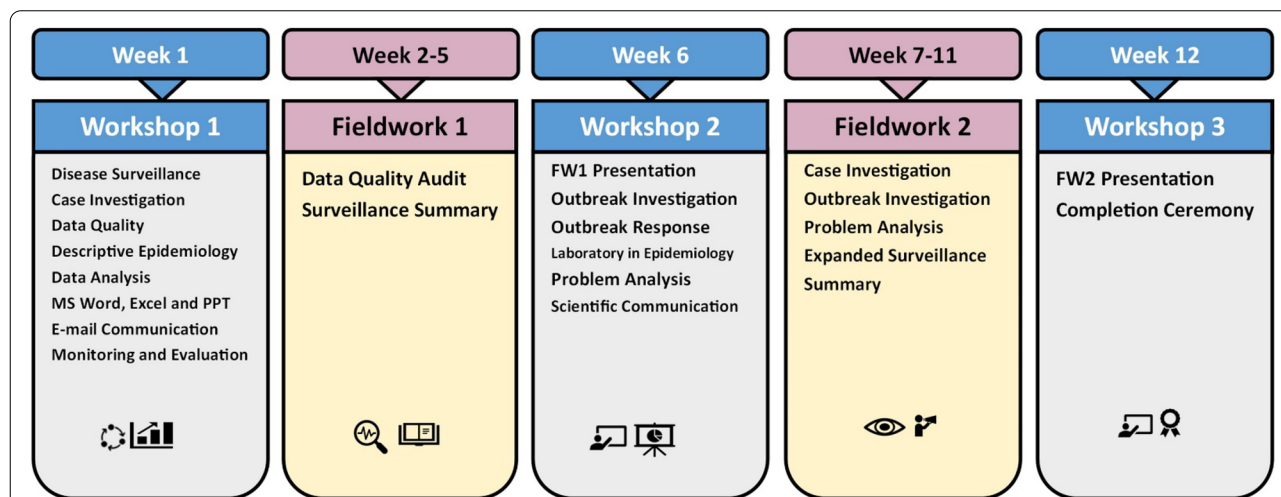 Week 1
Workshop 1
Disease Surveillance
Case Investigation
Data Quality
Descriptive Epidemiology
Data Analysis
MS Word, Excel and PPT
E-mail Communication
Monitoring and Evaluation
Week 2-5
Fieldwork 1
Data Quality Audit
Surveillance Summary
Week 6
Workshop 2
FW1 Presentation
Outbreak Investigation
Outbreak Response
Laboratory in Epidemiology
Problem Analysis
Scientific Communication
Week 7-11
Fieldwork 2
Case Investigation
Outbreak Investigation
Problem Analysis
Expanded Surveillance
Summary
Week 12
Workshop 3
FW2 Presentation
Completion Ceremony